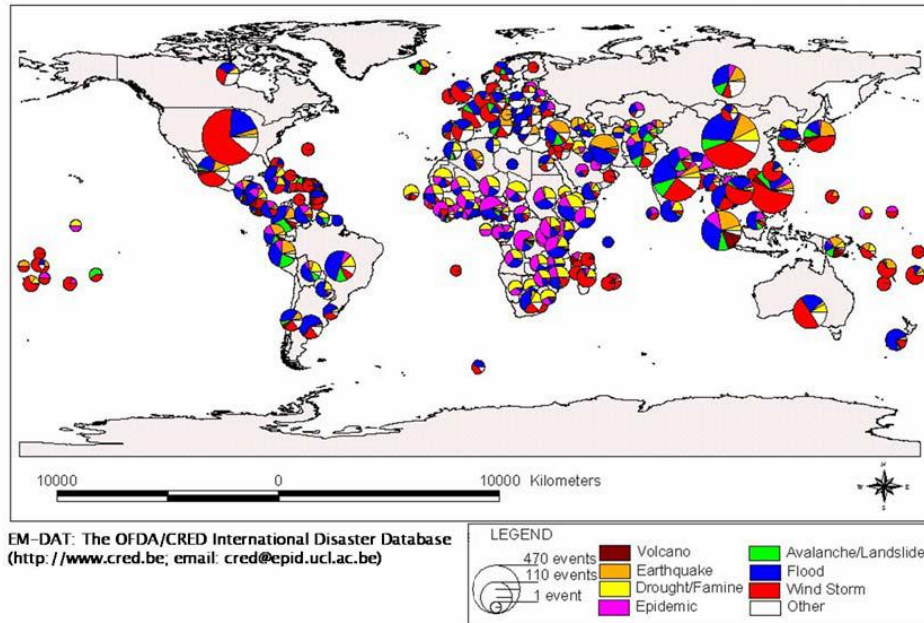 10000 0 10000 Kilometers
EM-DAT: The OFDA/CRED International Disaster Database
(http://www.cred.be; email: cred@epid.ucl.ac.be)
LEGEND
470 events
110 events
1 event
Volcano
Earthquake
Drought/Famine
Epidemic
Avalanche/Landslide
Flood
Wind Storm
Other